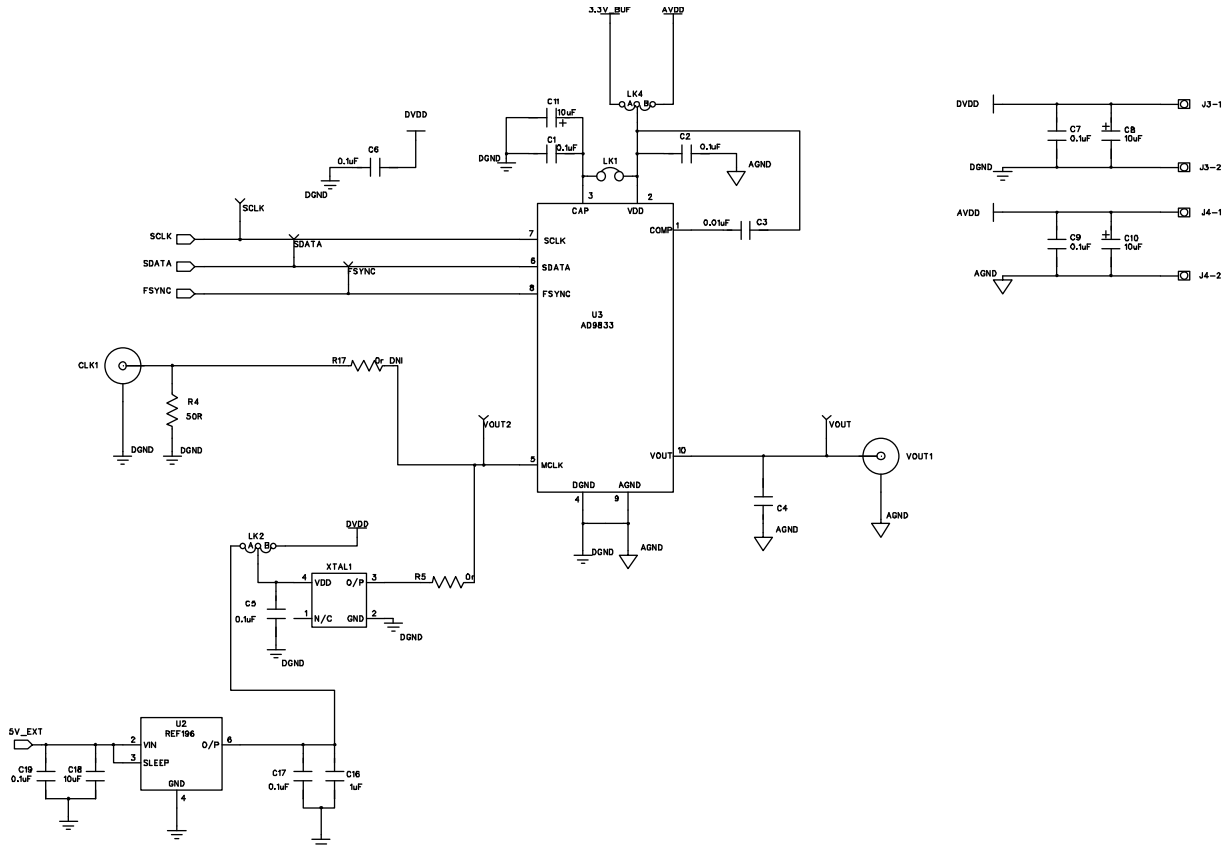 3.3V_BUF
AVDD
LK4
A B
C11
10uF
+
C1
0.1uF
DGND
C2
0.1uF
AGND
LK1
DVDD
C6
0.1uF
DGND
3
2
CAP
VDD
COMP
1
0.01uF
C3
SCLK
SCLK
7
SCLK
SDATA
SDATA
6
SDATA
FSYNC
FSYNC
8
FSYNC
U3
AD9833
DVDD
J3-1
C7
0.1uF
+
C8
10uF
DGND
J3-2
AVDD
J4-1
C9
0.1uF
+
C10
10uF
AGND
J4-2
CLK1
R17
0r DNI
R4
50R
DGND
DGND
VOUT2
5
MCLK
VOUT
10
VOUT
VOUT1
C4
AGND
AGND
DGND
AGND
4
9
DGND
AGND
LK2
A B
DVDD
XTAL1
4
VDD
O/P
3
R5
0r
C5
0.1uF
1
N/C
GND
2
DGND
DGND
5V_EXT
U2
REF196
2
VIN
O/P
6
3
SLEEP
GND
4
C19
0.1uF
C18
10uF
C17
0.1uF
C16
1uF